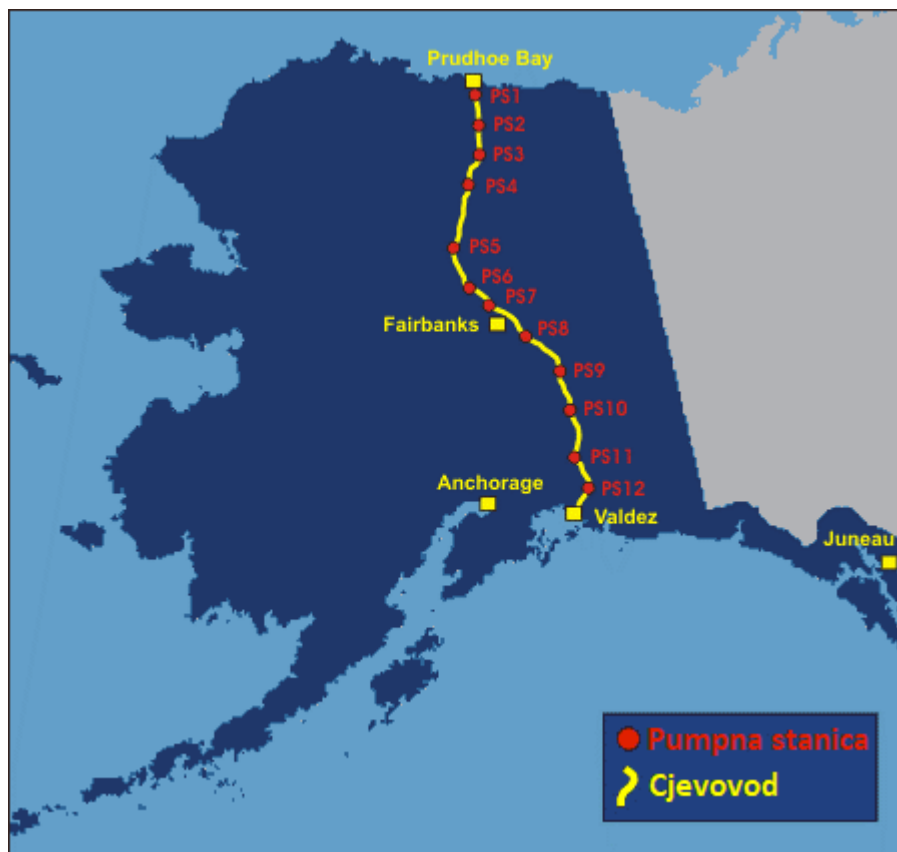 Prudhoe Bay
PS1
PS2
PS3
PS4
PS5
PS6
PS7
Fairbanks
PS8
PS9
PS10
PS11
Anchorage
PS12
Valdez
Juneau
Pumpna stanica
Cjevovod